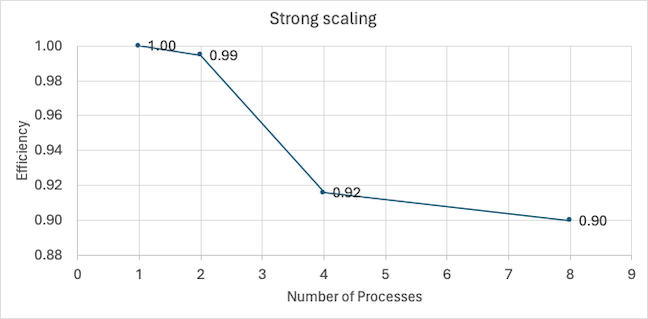 Strong scaling
1.00
0.98
0.96
0.94
0.92
0.90
0.88
Efficiency
1.00
0.99
0.92
0.90
0 1 2 3 4 5 6 7 8 9
Number of Processes